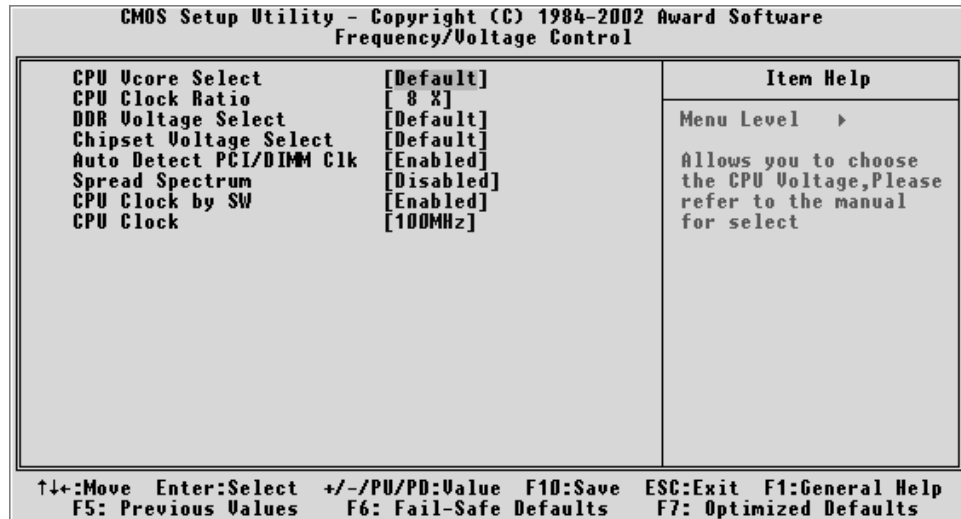 CMOS Setup Utility - Copyright (C) 1984-2002 Award Software
Frequency/Voltage Control
CPU Vcore Select [Default]
CPU Clock Ratio [ 8 X]
DDR Voltage Select [Default]
Chipset Voltage Select [Default]
Auto Detect PCI/DIMM Clk [Enabled]
Spread Spectrum [Disabled]
CPU Clock by SW [Enabled]
CPU Clock [100MHz]
Item Help
Menu Level ▸
Allows you to choose
the CPU Voltage,Please
refer to the manual
for select
↑↓←:Move Enter:Select +/-/PU/PD:Value F10:Save ESC:Exit F1:General Help
F5: Previous Values F6: Fail-Safe Defaults F7: Optimized Defaults